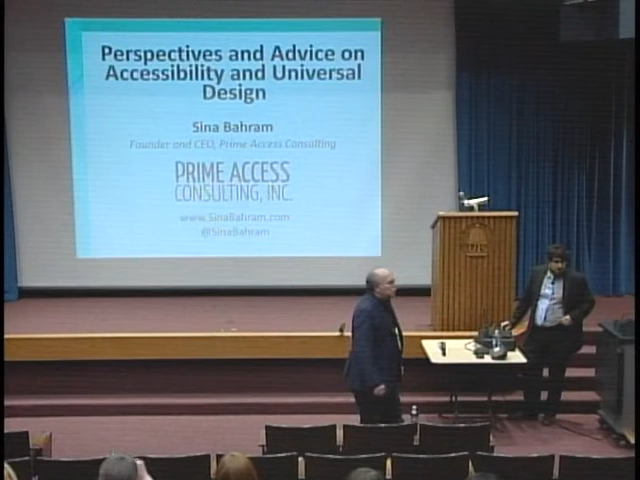 Perspectives and Advice on
Accessibility and Universal
Design
Sina Bahram
Founder and CEO, Prime Access Consulting
PRIME ACCESS
CONSULTING, INC.
www.SinaBahram.com
@SinaBahram